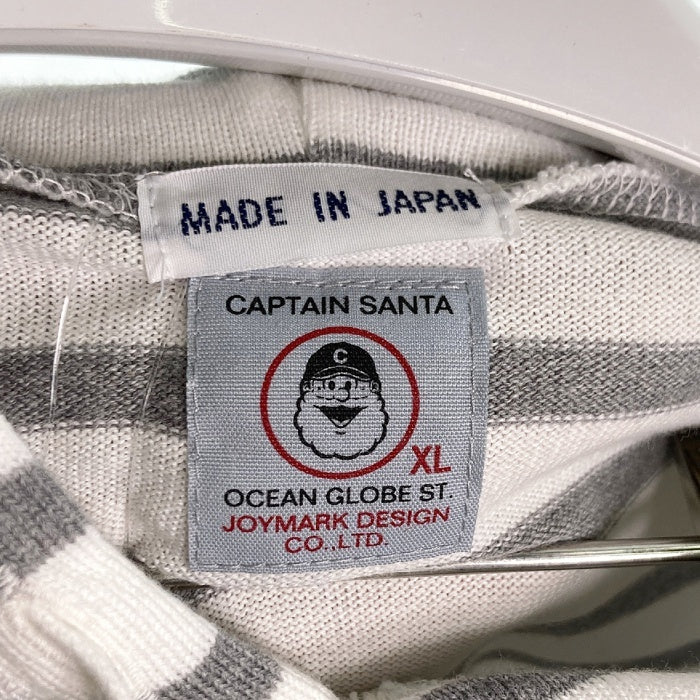 MADE IN JAPAN
CAPTAIN SANTA
C
XL
OCEAN GLOBE ST.
JOYMARK DESIGN
CO.,LTD.